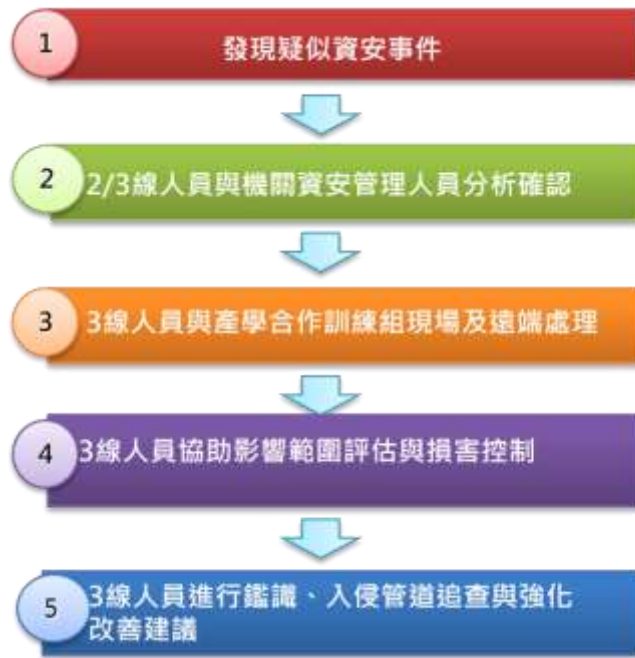 1 發現疑似資安事件
2 2/3線人員與機關資安管理人員分析確認
3 3線人員與產學合作訓練組現場及遠端處理
4 3線人員協助影響範圍評估與損害控制
5 3線人員進行鑑識、入侵管道追查與強化
改善建議